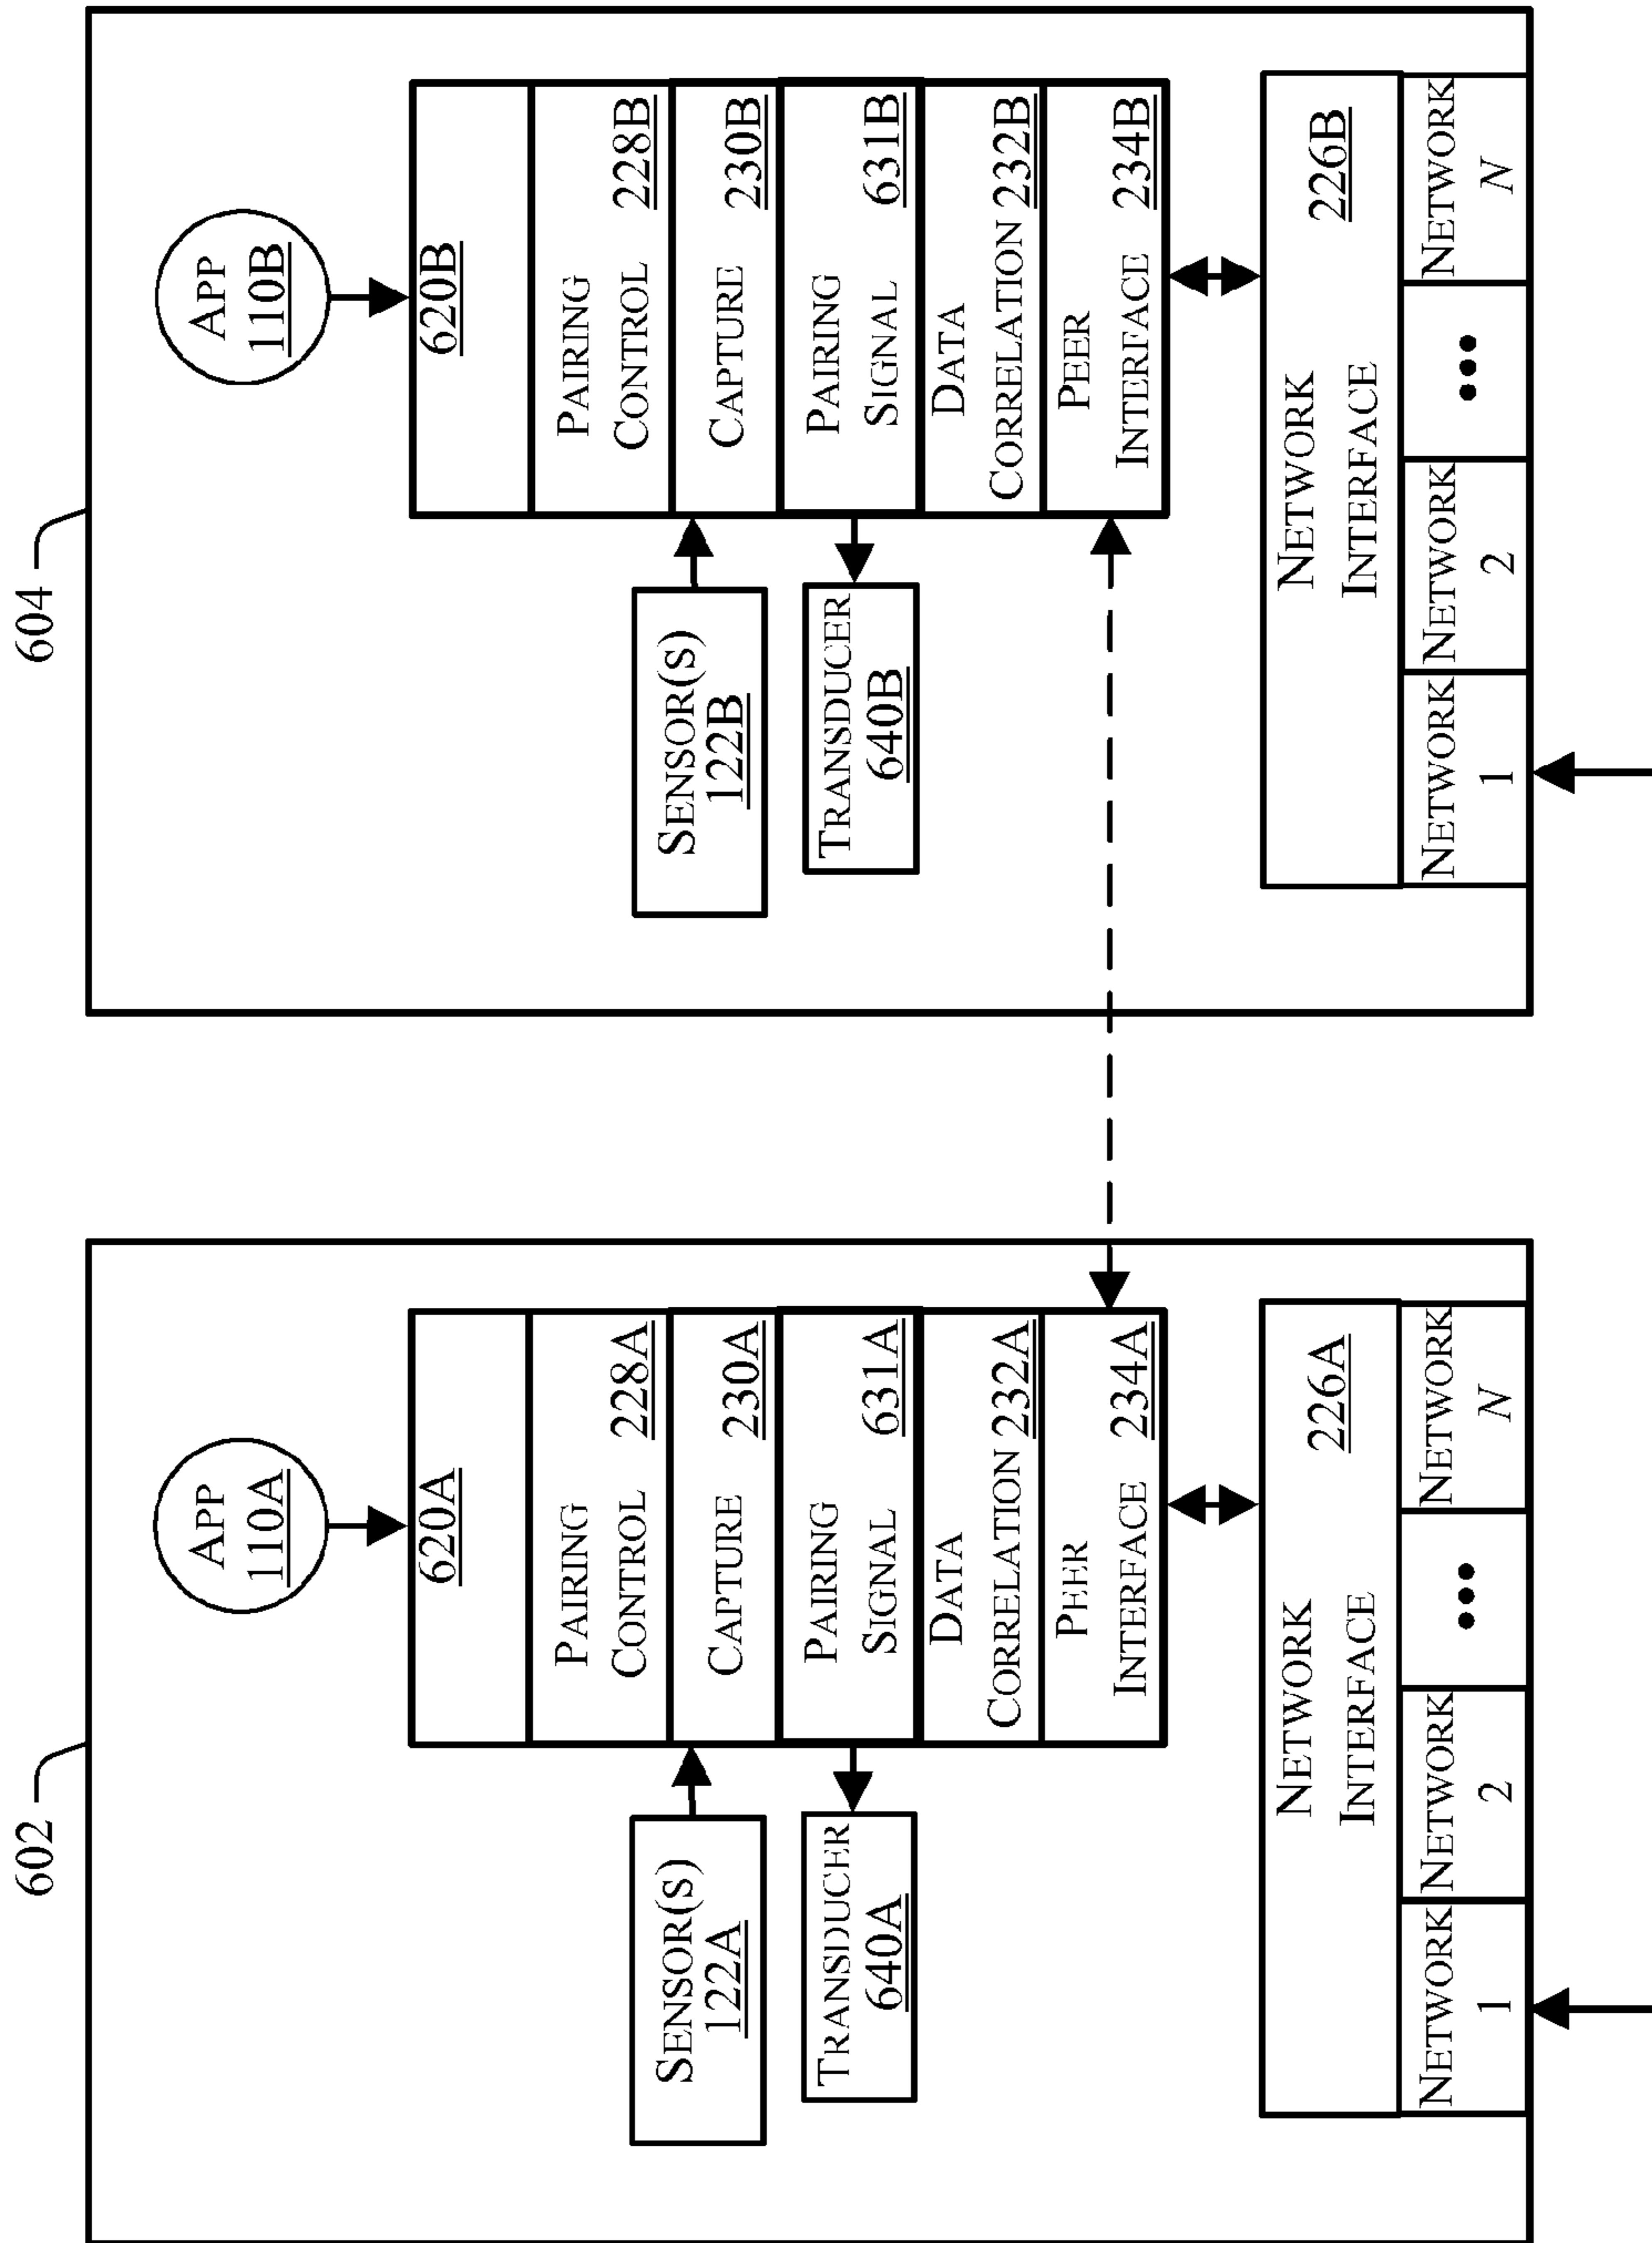 602
APP
110A
620A
PAIRING
CONTROL 228A
CAPTURE 230A
PAIRING
SIGNAL 631A
DATA
CORRELATION 232A
PEER
INTERFACE 234A
SENSOR(S)
122A
TRANSDUCER
640A
NETWORK
INTERFACE
226A
NETWORK
1
NETWORK
2
•••
NETWORK
N
604
APP
110B
620B
PAIRING
CONTROL 228B
CAPTURE 230B
PAIRING
SIGNAL 631B
DATA
CORRELATION 232B
PEER
INTERFACE 234B
SENSOR(S)
122B
TRANSDUCER
640B
NETWORK
INTERFACE
226B
NETWORK
1
NETWORK
2
•••
NETWORK
N